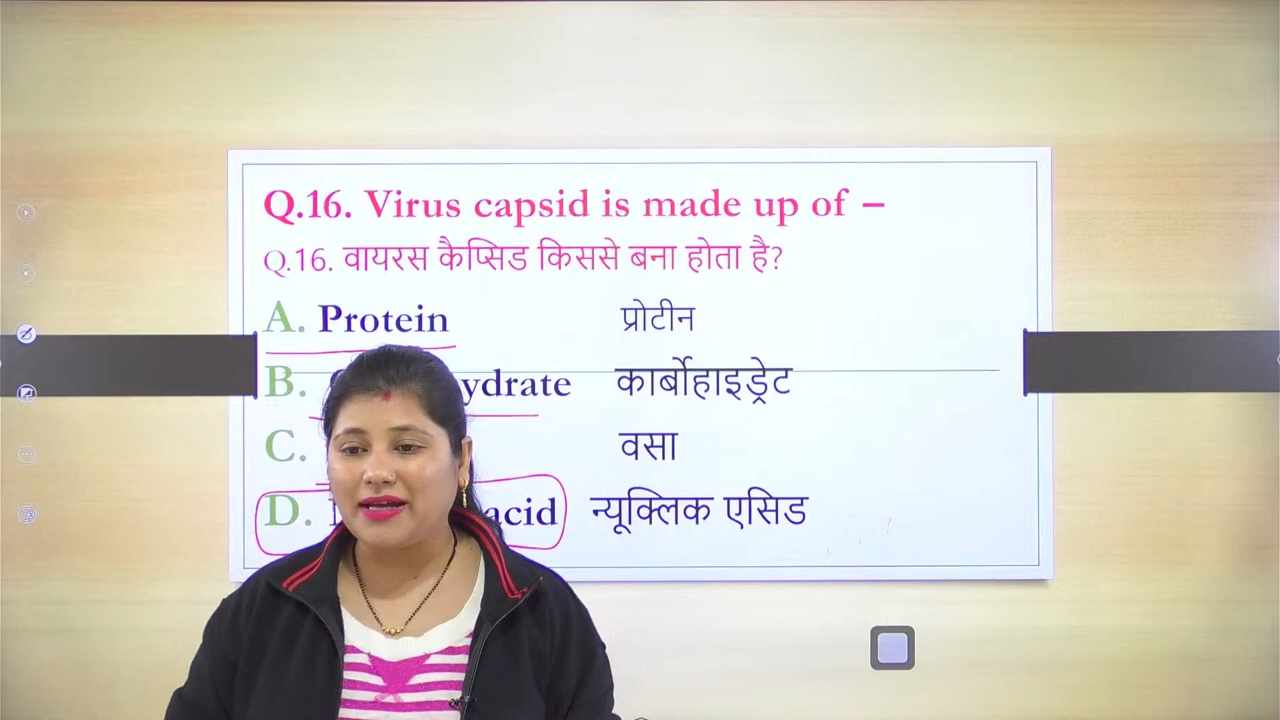 Q.16. Virus capsid is made up of –
Q.16. वायरस कैप्सिड किससे बना होता है?
A. Protein प्रोटीन
B. ydrate कार्बोहाइड्रेट
C. वसा
D. acid न्यूक्लिक एसिड